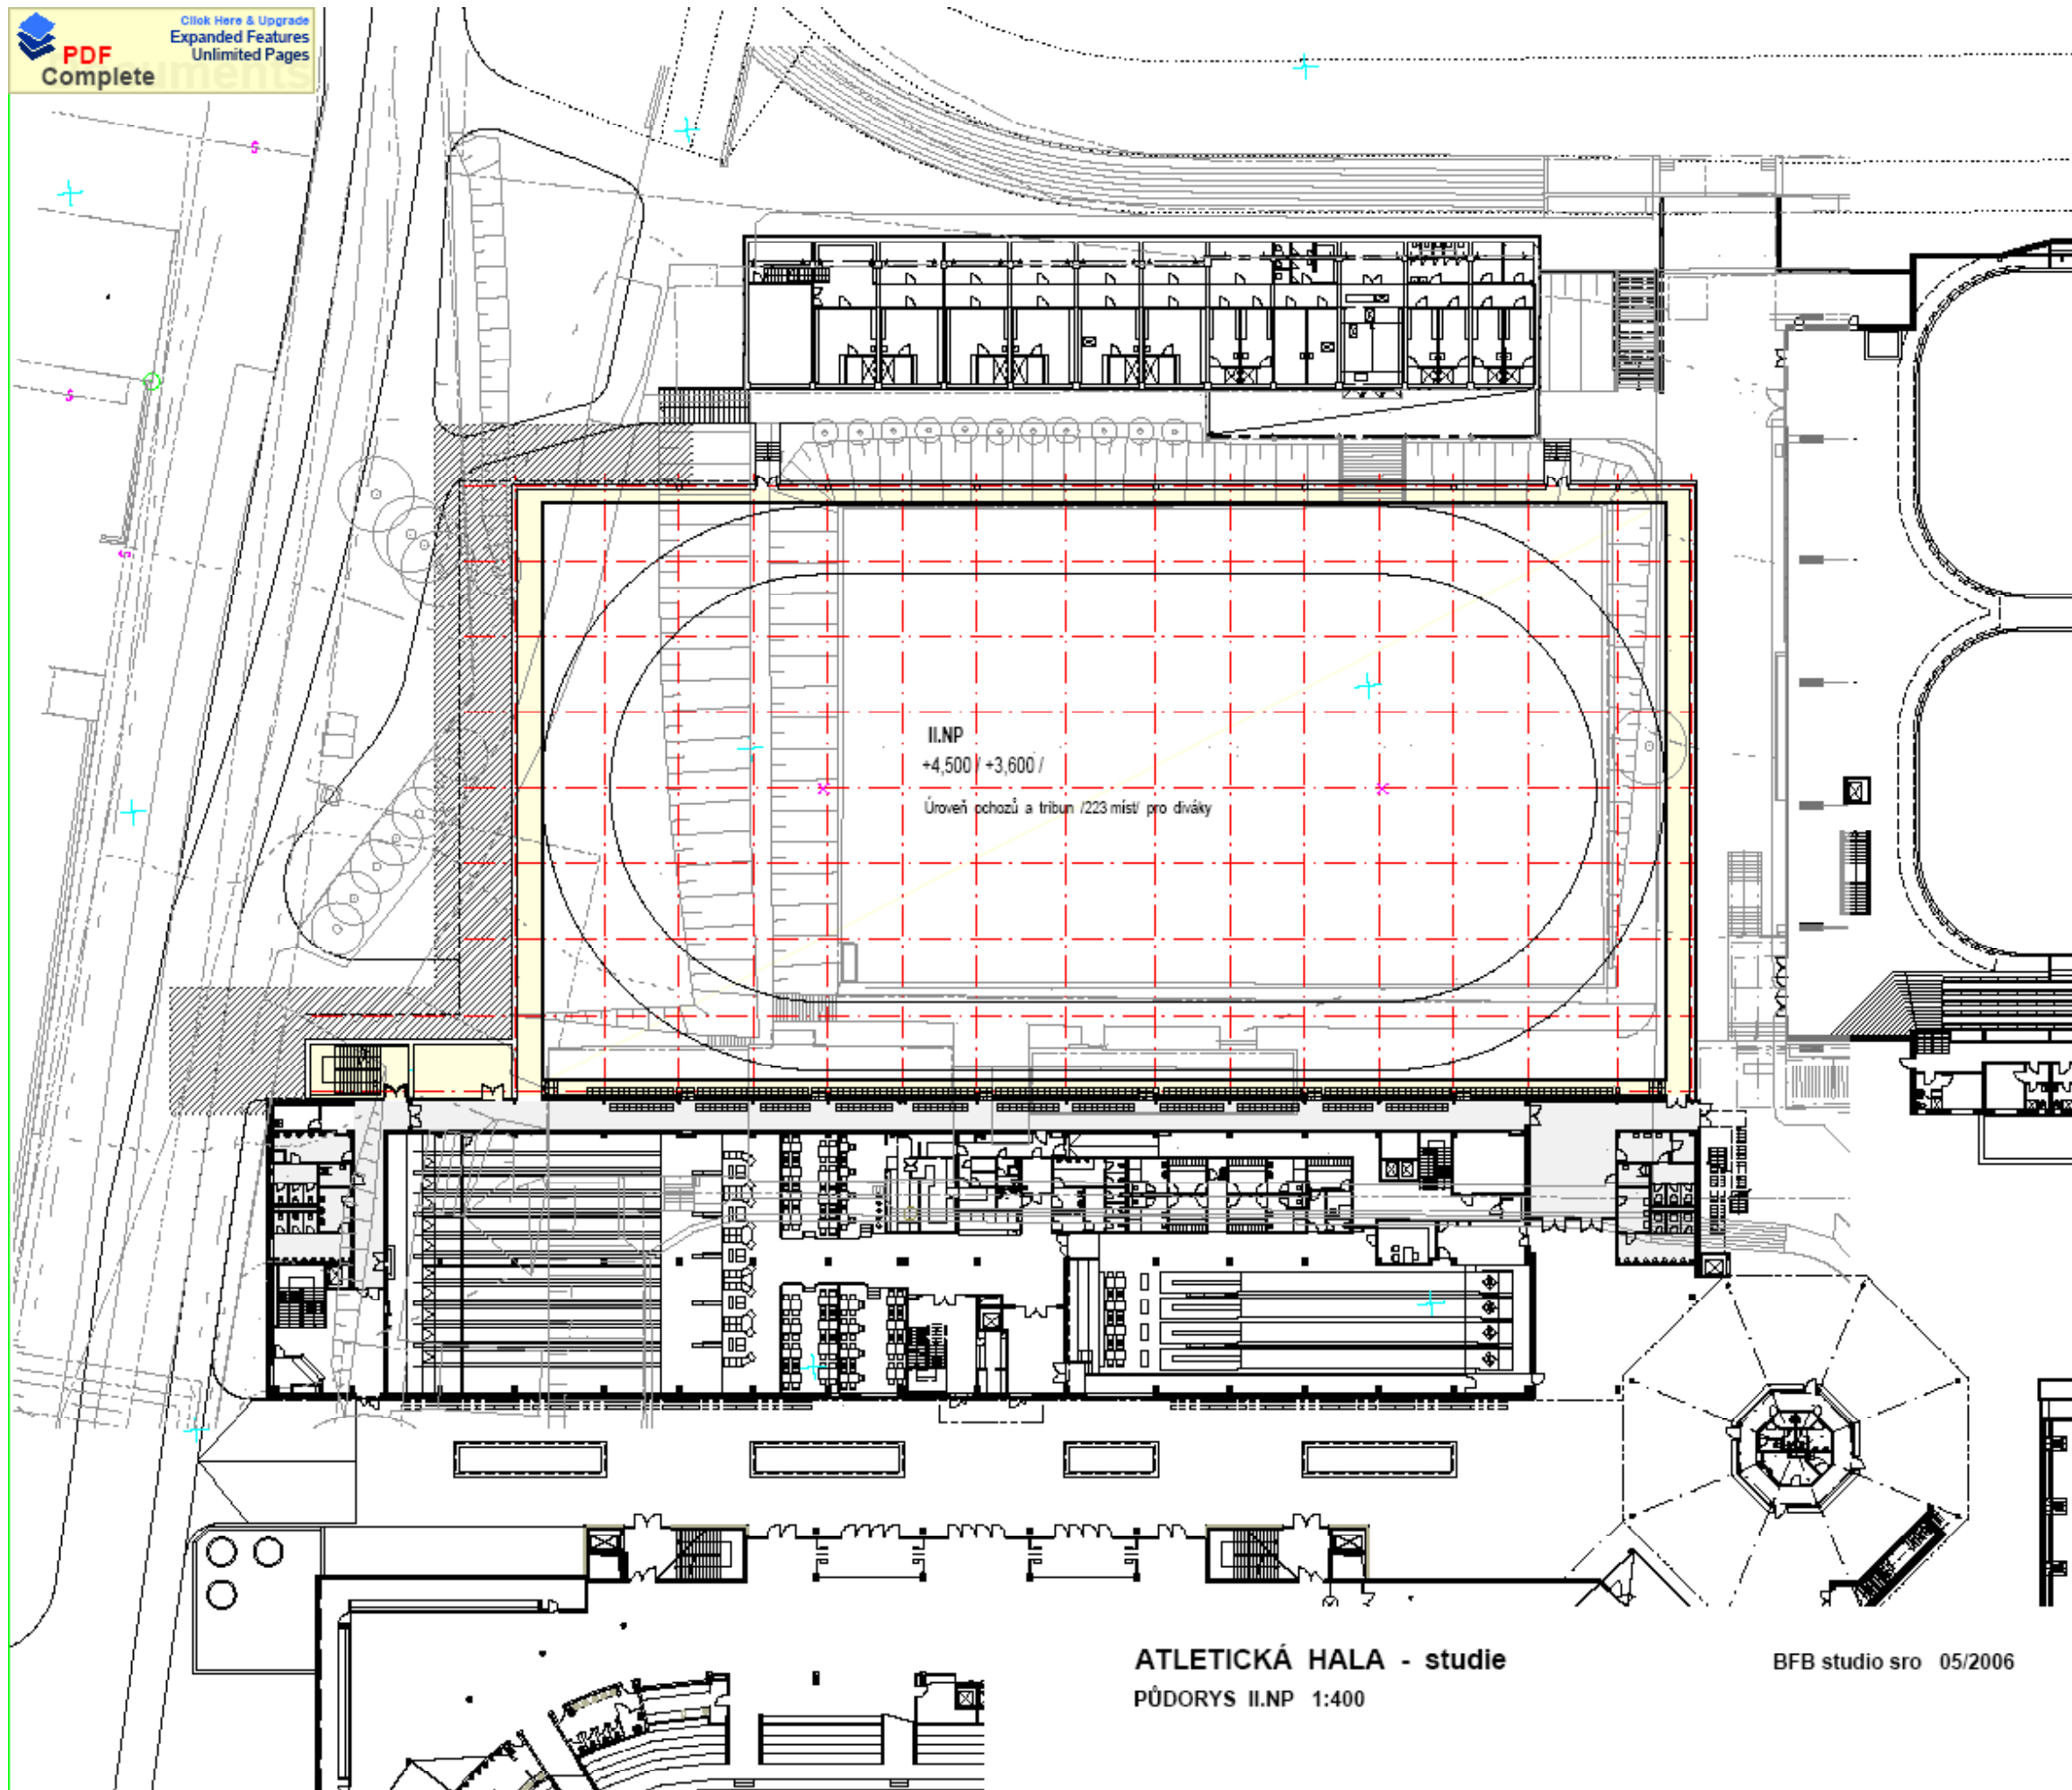 Click Here & Upgrade
Expanded Features
Unlimited Pages
PDF
Complete
II.NP
+4,500 / +3,600 /
Úroveň ochozů a tribun /223 míst/ pro diváky
ATLETICKÁ HALA - studie
PŮDORYS II.NP 1:400
BFB studio sro 05/2006